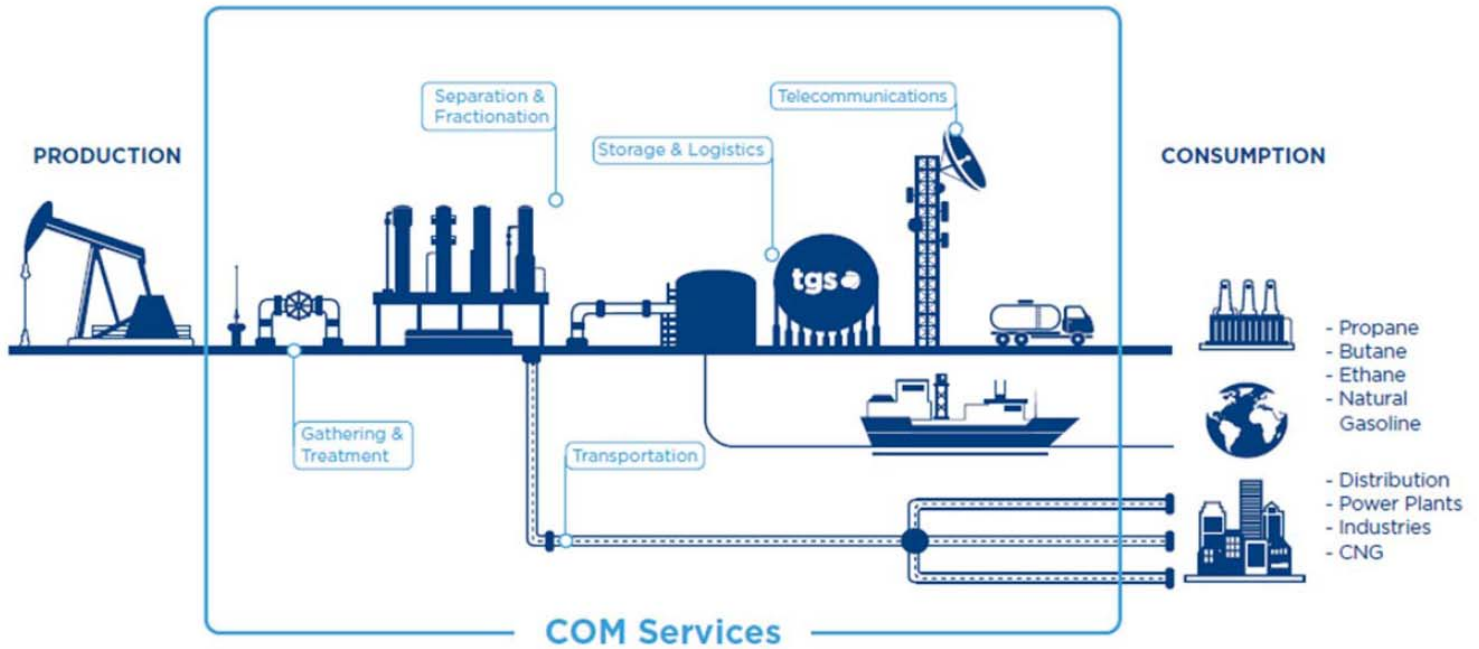 PRODUCTION
Separation &
Fractionation
Storage & Logistics
Telecommunications
CONSUMPTION
tgs
Gathering &
Treatment
Transportation
- Propane
- Butane
- Ethane
- Natural
Gasoline
- Distribution
- Power Plants
- Industries
- CNG
COM Services